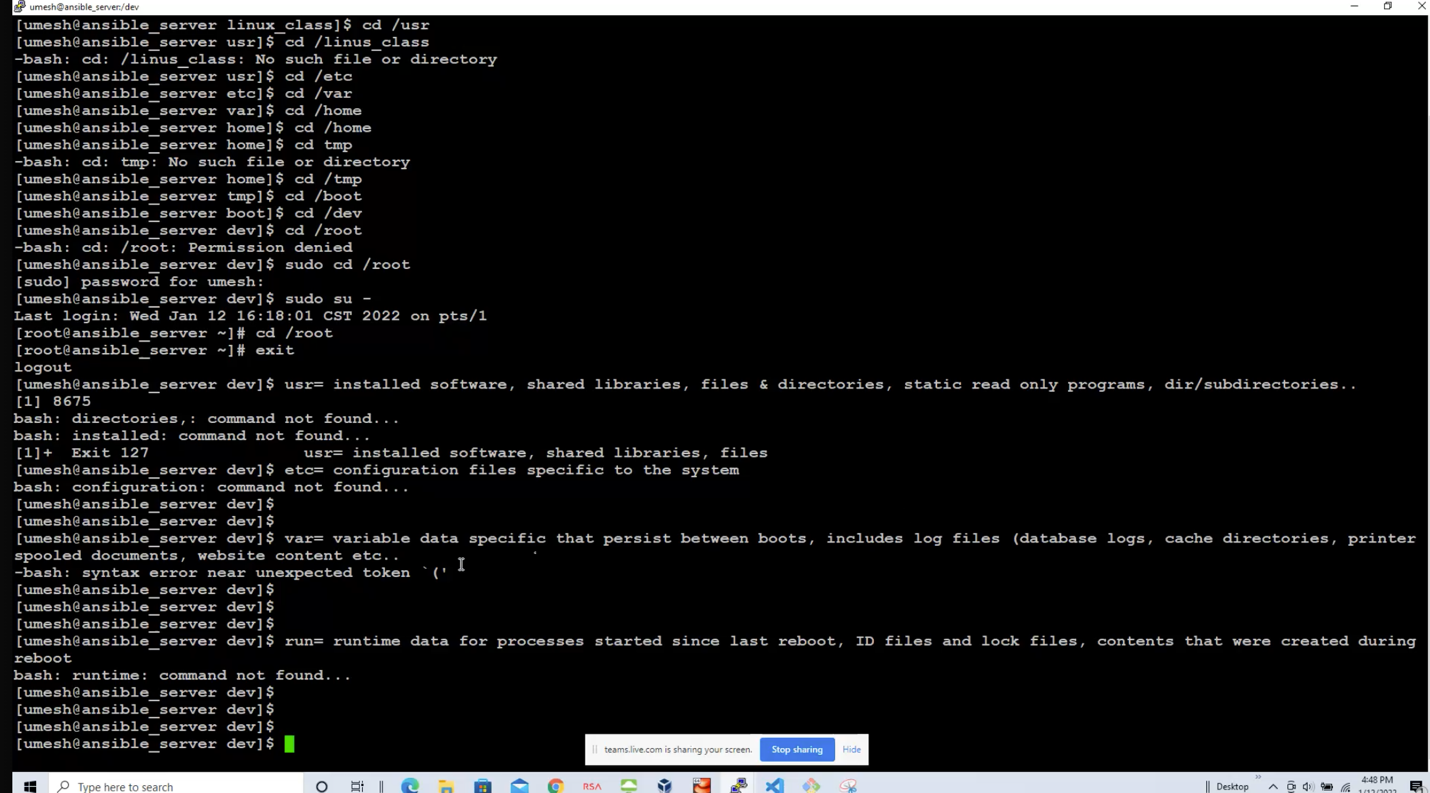 umesh@ansible_server:/dev
[umesh@ansible_server linux_class]$ cd /usr
[umesh@ansible_server usr]$ cd /linus_class
-bash: cd: /linus_class: No such file or directory
[umesh@ansible_server usr]$ cd /etc
[umesh@ansible_server etc]$ cd /var
[umesh@ansible_server var]$ cd /home
[umesh@ansible_server home]$ cd /home
[umesh@ansible_server home]$ cd tmp
-bash: cd: tmp: No such file or directory
[umesh@ansible_server home]$ cd /tmp
[umesh@ansible_server tmp]$ cd /boot
[umesh@ansible_server boot]$ cd /dev
[umesh@ansible_server dev]$ cd /root
-bash: cd: /root: Permission denied
[umesh@ansible_server dev]$ sudo cd /root
[sudo] password for umesh:
[umesh@ansible_server dev]$ sudo su -
Last login: Wed Jan 12 16:18:01 CST 2022 on pts/1
[root@ansible_server ~]# cd /root
[root@ansible_server ~]# exit
logout
[umesh@ansible_server dev]$ usr= installed software, shared libraries, files & directories, static read only programs, dir/subdirectories..
[1] 8675
bash: directories,: command not found...
bash: installed: command not found...
[1]+  Exit 127                usr= installed software, shared libraries, files
[umesh@ansible_server dev]$ etc= configuration files specific to the system
bash: configuration: command not found...
[umesh@ansible_server dev]$
[umesh@ansible_server dev]$
[umesh@ansible_server dev]$ var= variable data specific that persist between boots, includes log files (database logs, cache directories, printer
spooled documents, website content etc..
-bash: syntax error near unexpected token `('
[umesh@ansible_server dev]$
[umesh@ansible_server dev]$
[umesh@ansible_server dev]$
[umesh@ansible_server dev]$ run= runtime data for processes started since last reboot, ID files and lock files, contents that were created during
reboot
bash: runtime: command not found...
[umesh@ansible_server dev]$
[umesh@ansible_server dev]$
[umesh@ansible_server dev]$
[umesh@ansible_server dev]$
teams.live.com is sharing your screen. Stop sharing Hide
Type here to search RSA Desktop 4:48 PM